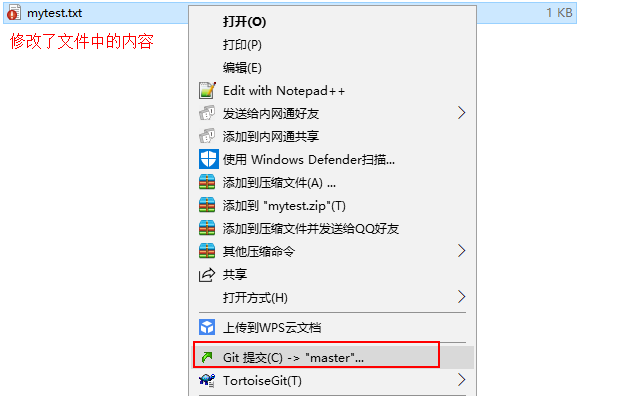 mytest.txt
1 KB
修改了文件中的内容
打开(O)
打印(P)
编辑(E)
Edit with Notepad++
发送给内网通好友
添加到内网通共享
使用 Windows Defender扫描...
添加到压缩文件(A) ...
添加到 "mytest.zip"(T)
添加到压缩文件并发送给QQ好友
其他压缩命令
共享
打开方式(H)
上传到WPS云文档
Git 提交(C) -> "master"...
TortoiseGit(T)